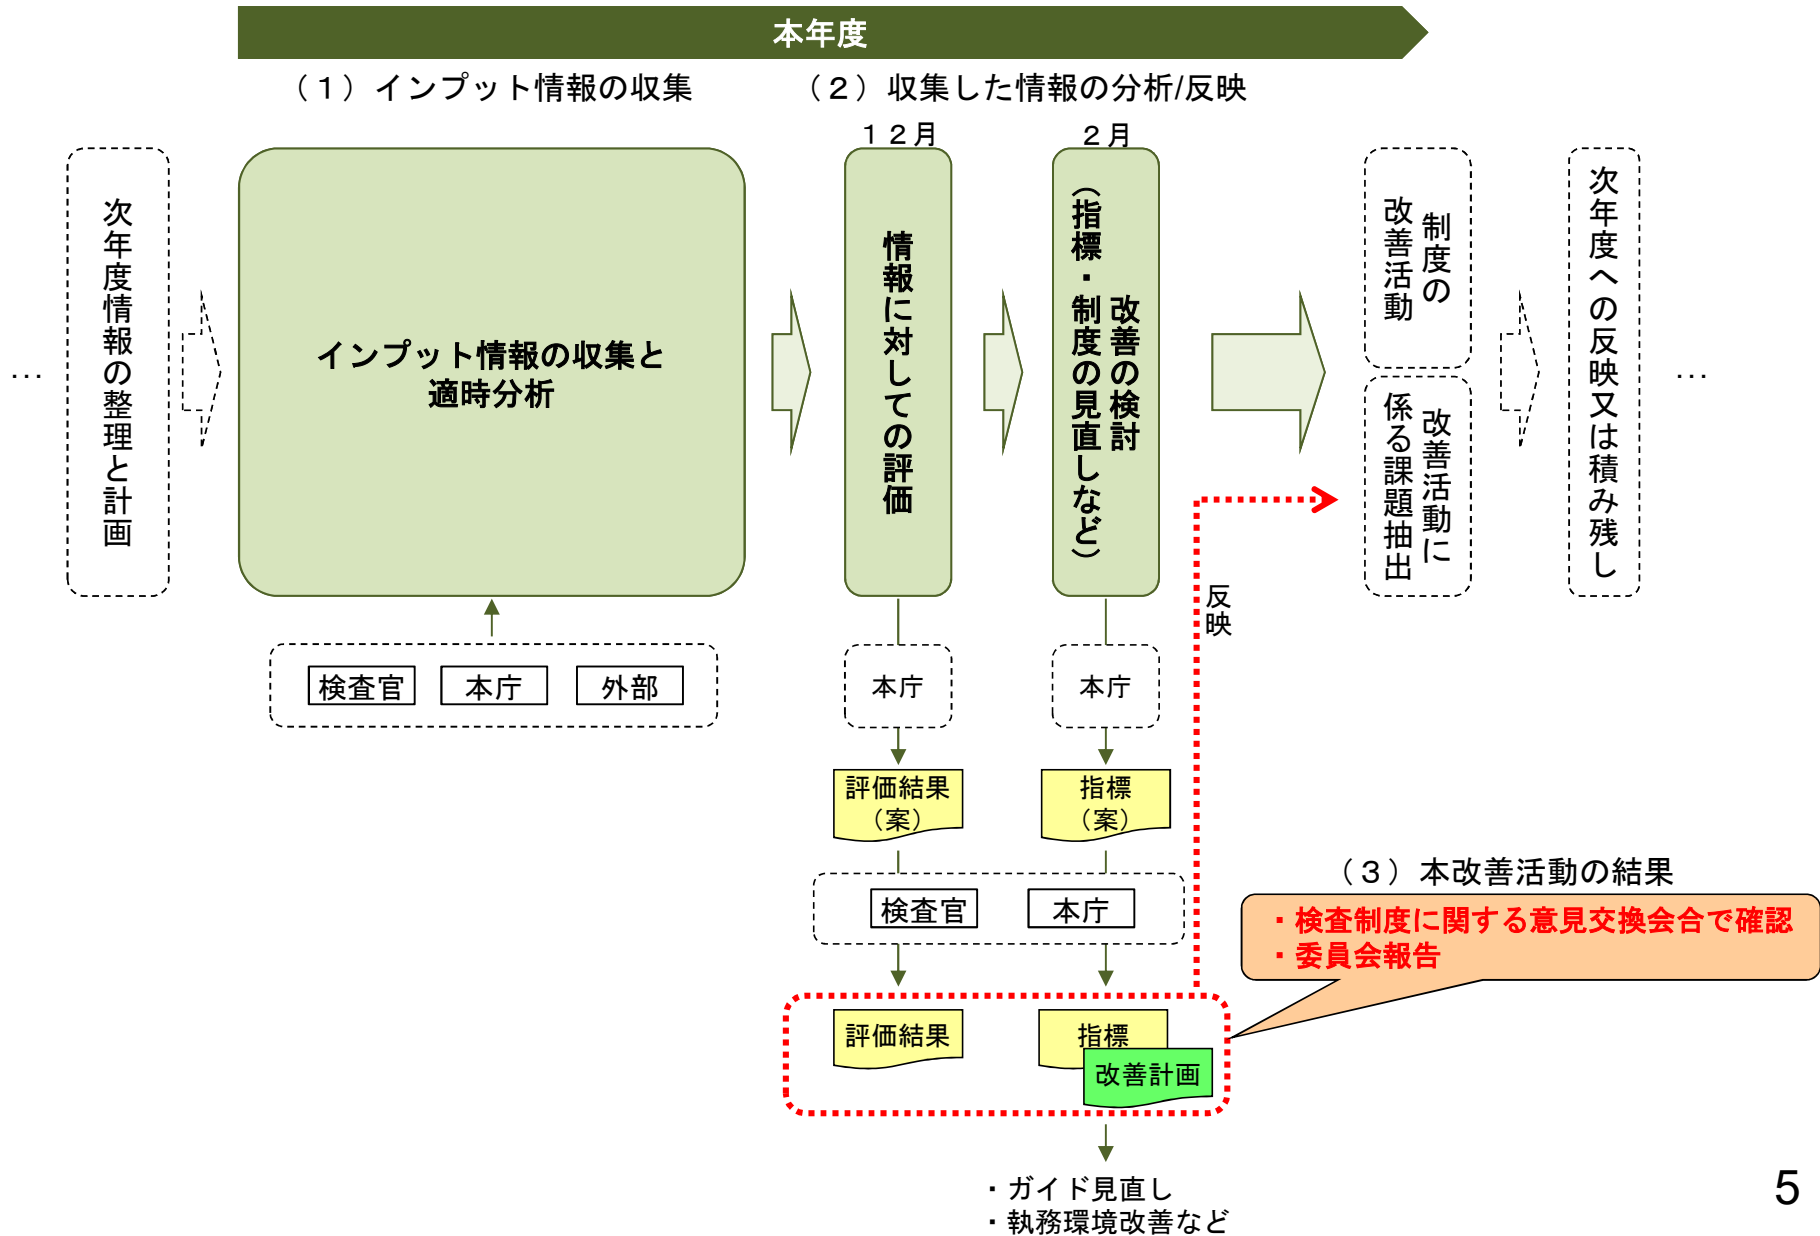 本年度
（１）インプット情報の収集
（２）収集した情報の分析/反映
１２月
２月
…
次年度情報の整理と計画
インプット情報の収集と
適時分析
情報に対しての評価
改善の検討
（指標・制度の見直しなど）
制度の
改善活動
改善活動に
係る課題抽出
次年度への反映又は積み残し
…
反映
検査官
本庁
外部
本庁
本庁
評価結果
（案）
指標
（案）
検査官
本庁
（３）本改善活動の結果
・検査制度に関する意見交換会合で確認
・委員会報告
評価結果
指標
改善計画
・ガイド見直し
・執務環境改善など
5